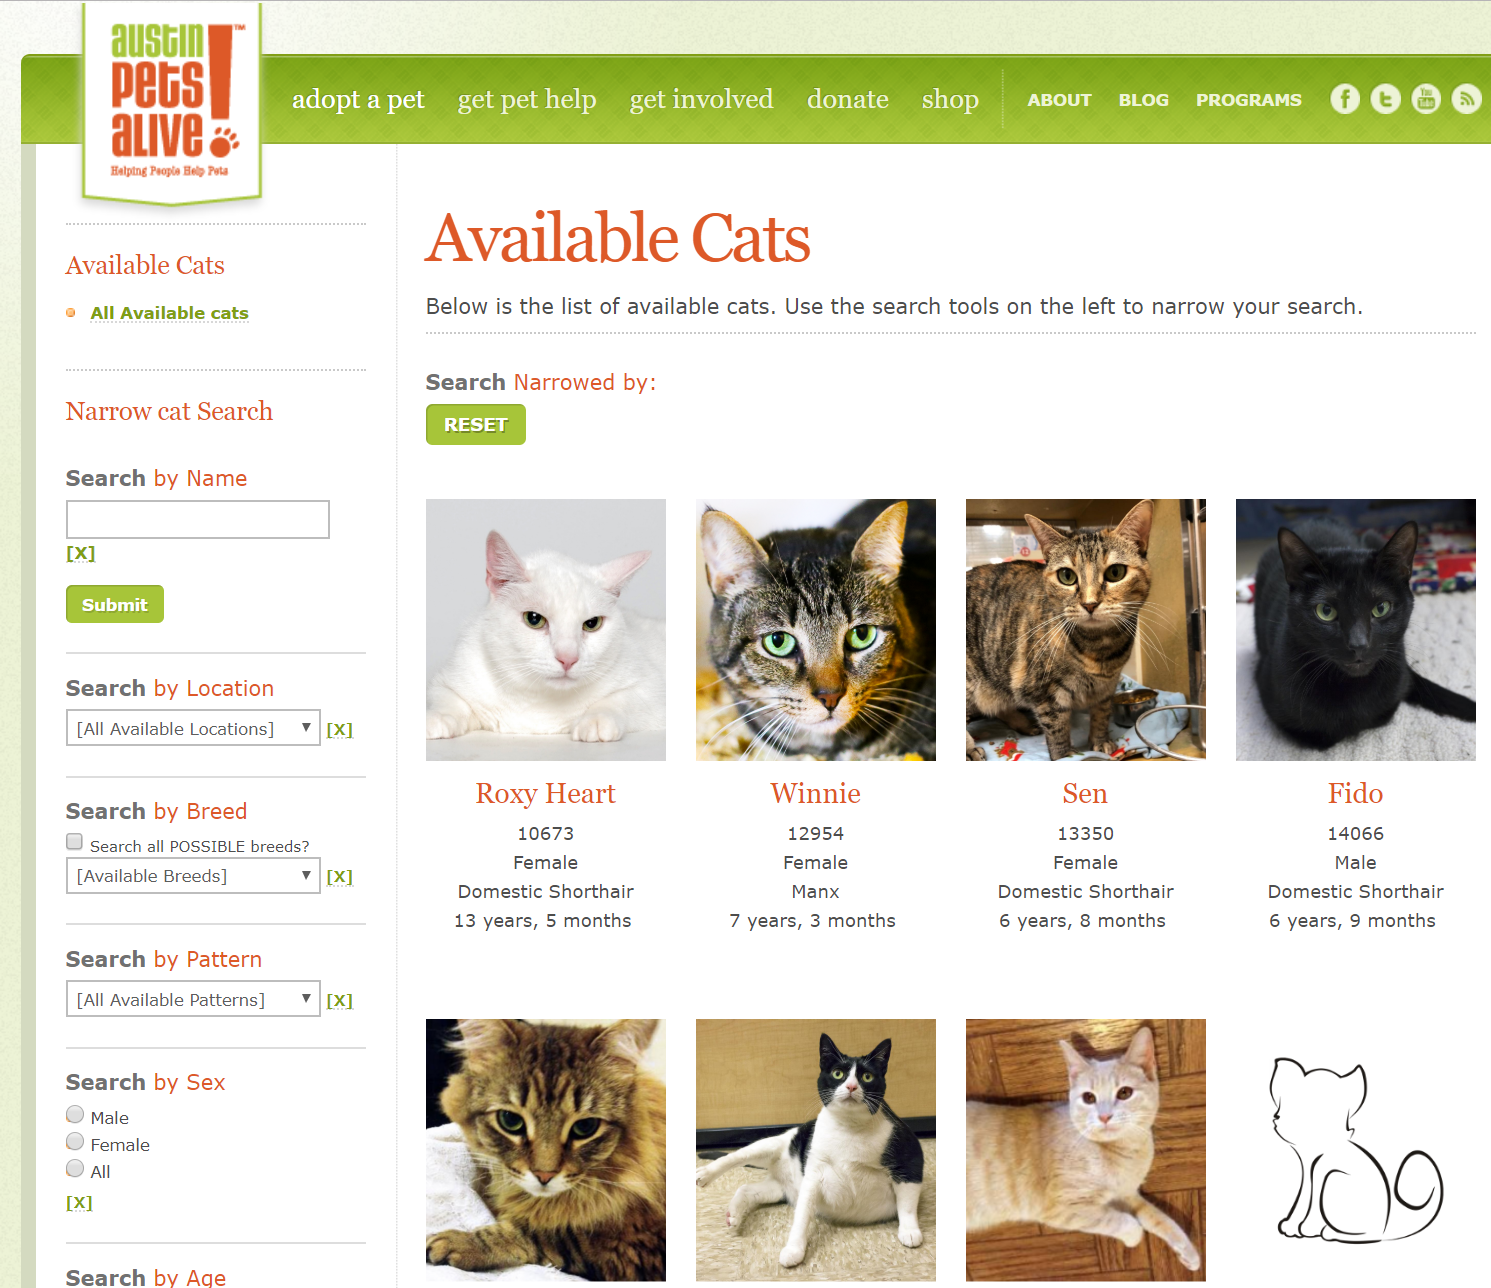 austin
pets
alive!™
Helping People Help Pets
adopt a pet
get pet help
get involved
donate
shop
ABOUT
BLOG
PROGRAMS
You
Tube
Available Cats
All Available cats
Narrow cat Search
Search by Name
[X]
Submit
Search by Location
[All Available Locations] [X]
Search by Breed
Search all POSSIBLE breeds?
[Available Breeds] [X]
Search by Pattern
[All Available Patterns] [X]
Search by Sex
Male
Female
All
[X]
Search by Age
Available Cats
Below is the list of available cats. Use the search tools on the left to narrow your search.
Search Narrowed by:
RESET
Roxy Heart
10673
Female
Domestic Shorthair
13 years, 5 months
Winnie
12954
Female
Manx
7 years, 3 months
Sen
13350
Female
Domestic Shorthair
6 years, 8 months
Fido
14066
Male
Domestic Shorthair
6 years, 9 months